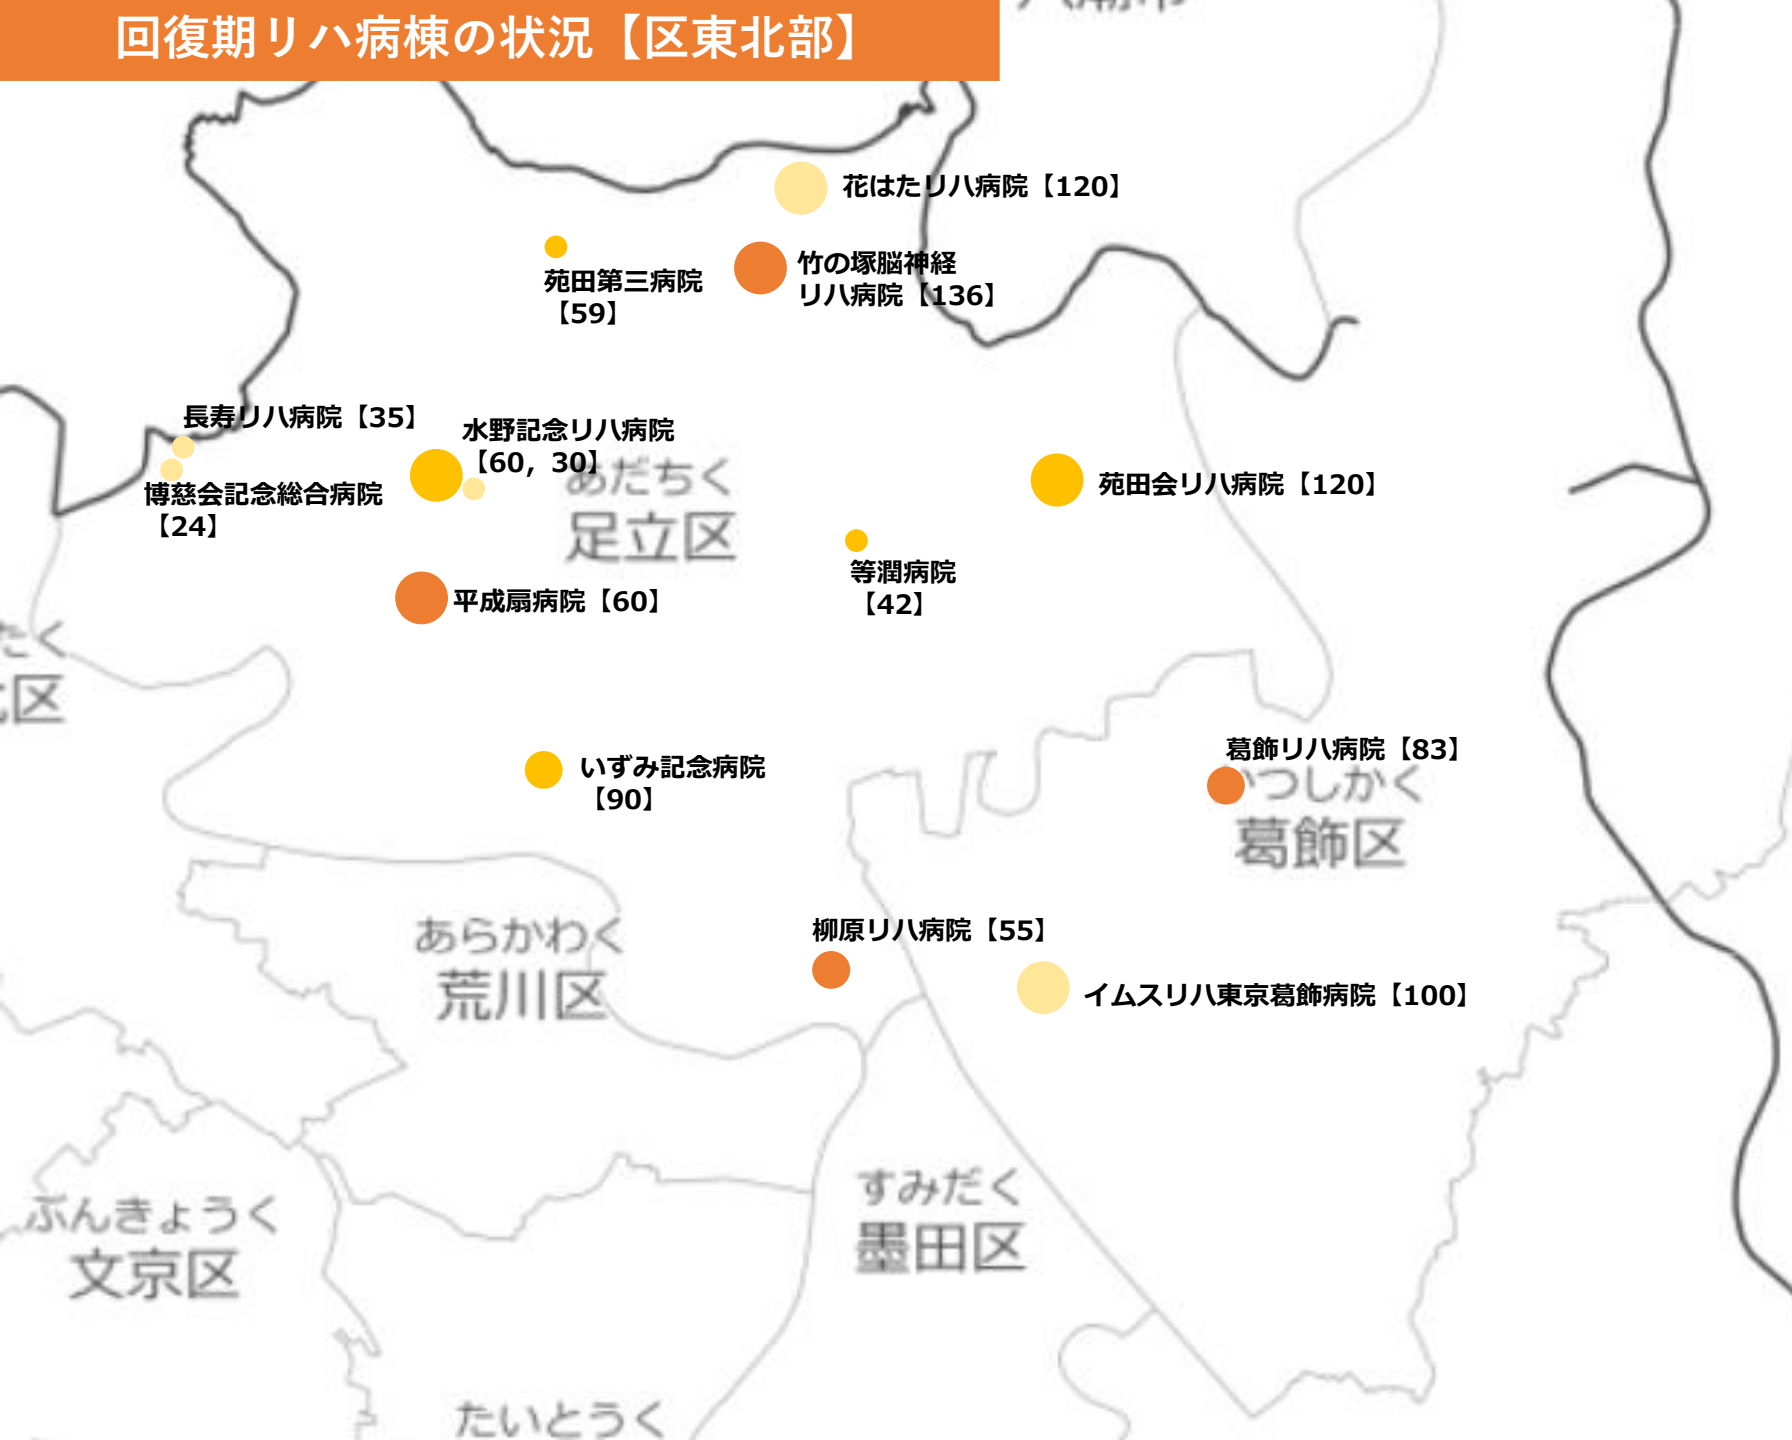 回復期リハ病棟の状況【区東北部】
花はたリハ病院【120】
苑田第三病院
【59】
竹の塚脳神経
リハ病院【136】
長寿リハ病院【35】
博慈会記念総合病院
【24】
水野記念リハ病院
【60，30】
あだちく
足立区
苑田会リハ病院【120】
等潤病院
【42】
平成扇病院【60】
区
いずみ記念病院
【90】
葛飾リハ病院【83】
かつしかく
葛飾区
あらかわく
荒川区
柳原リハ病院【55】
イムスリハ東京葛飾病院【100】
ぶんきょうく
文京区
すみだく
墨田区
たいとうく